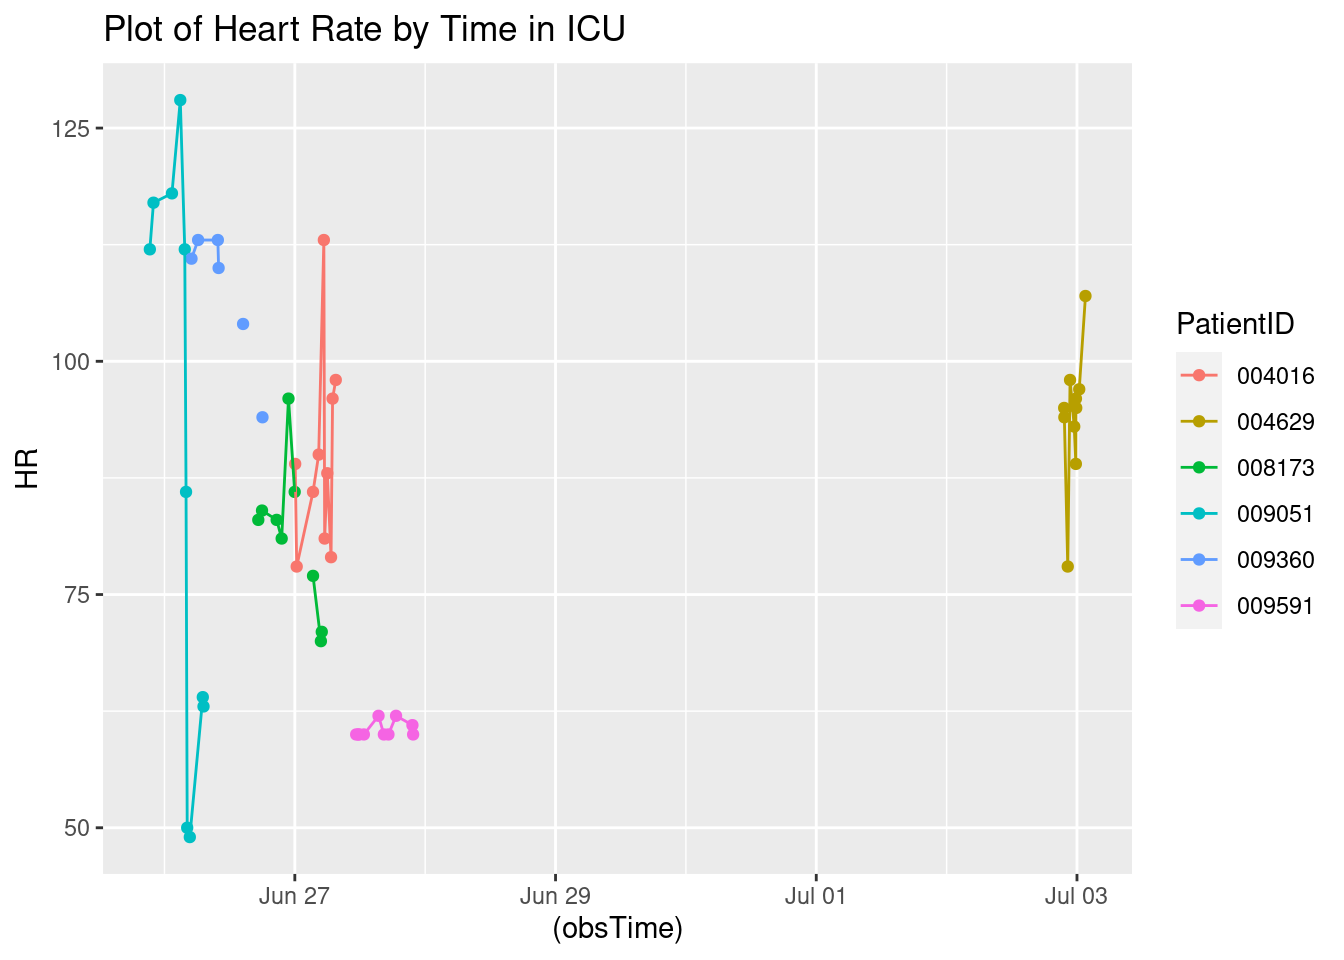 Plot of Heart Rate by Time in ICU
HR
125
100
75
50
Jun 27
Jun 29
Jul 01
Jul 03
(obsTime)
PatientID
004016
004629
008173
009051
009360
009591